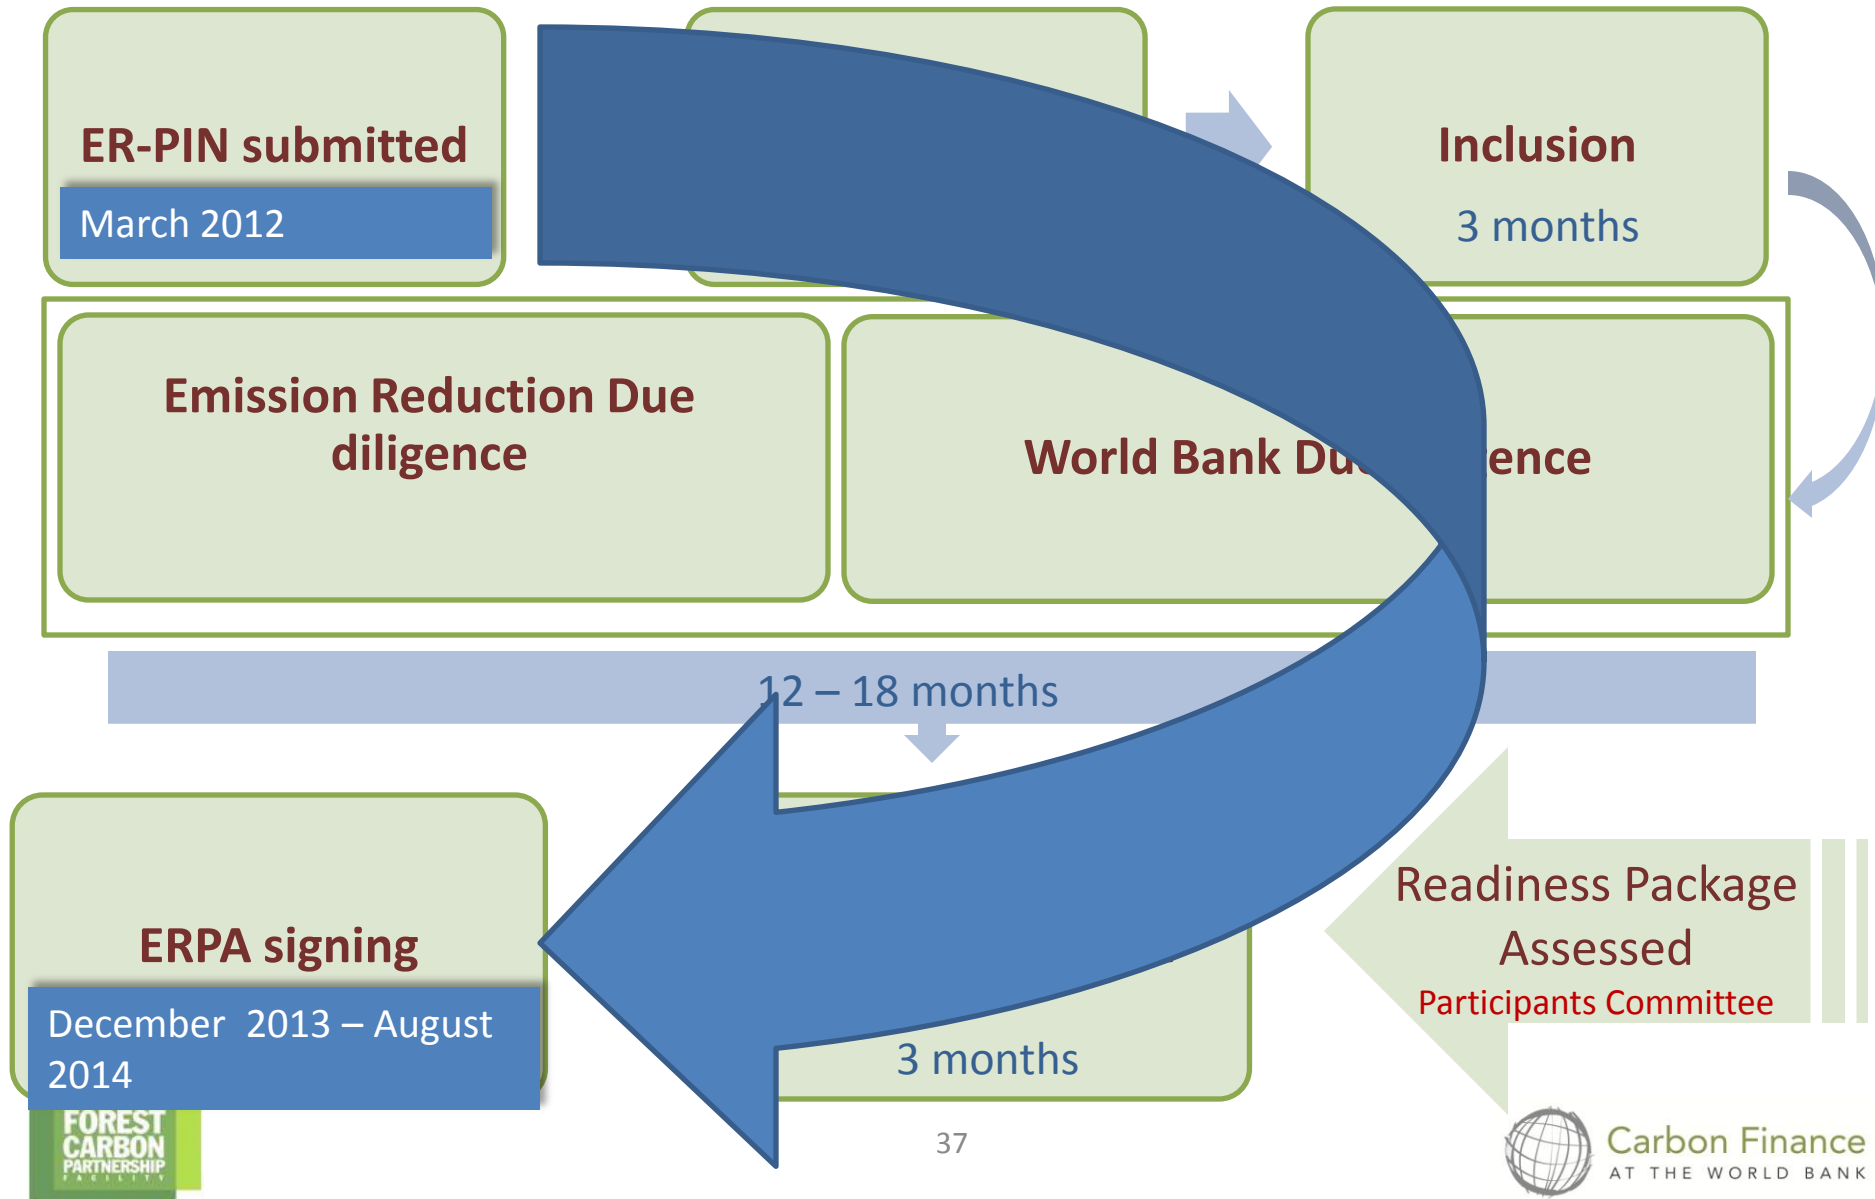 ER-PIN submitted
March 2012
Inclusion
3 months
Emission Reduction Due
diligence
World Bank Du ence
12 – 18 months
Readiness Package
Assessed
Participants Committee
ERPA signing
December 2013 – August
2014
3 months
FOREST
CARBON
PARTNERSHIP
FACILITY
37
Carbon Finance
AT THE WORLD BANK